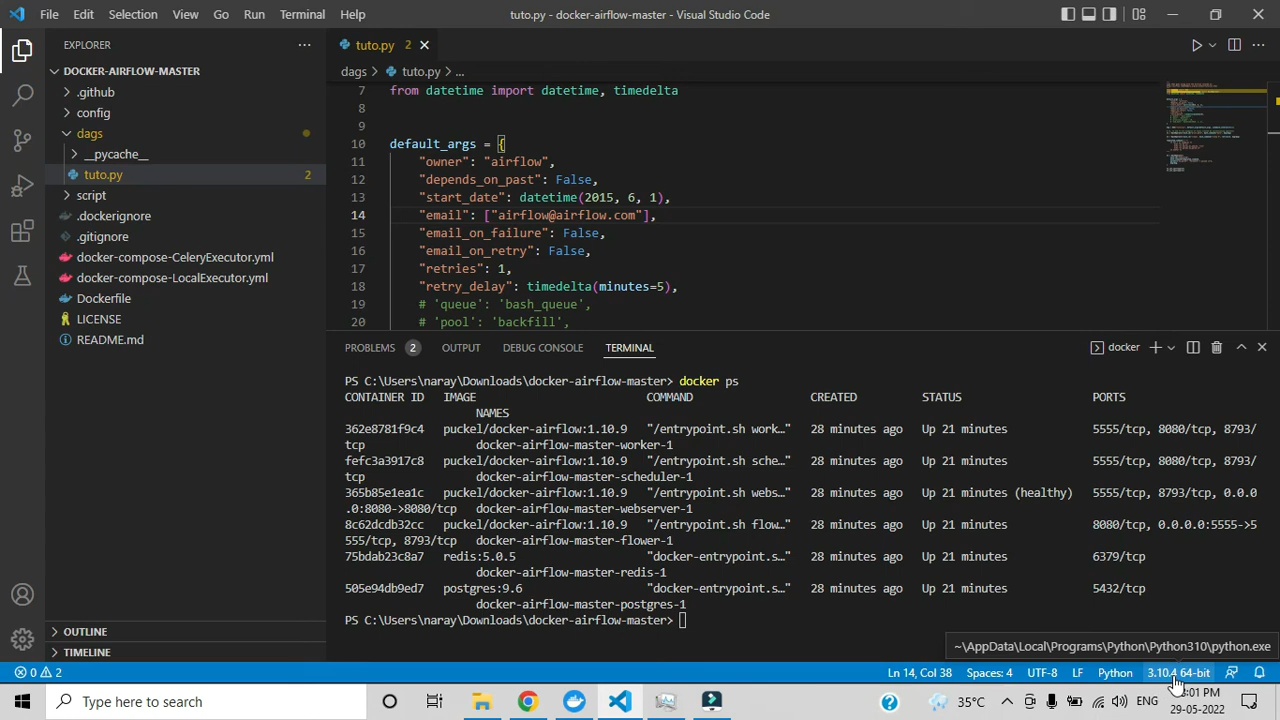 File Edit Selection View Go Run Terminal Help
tuto.py - docker-airflow-master - Visual Studio Code
EXPLORER
DOCKER-AIRFLOW-MASTER
.github
config
dags
__pycache__
tuto.py 2
script
.dockerignore
.gitignore
docker-compose-CeleryExecutor.yml
docker-compose-LocalExecutor.yml
Dockerfile
LICENSE
README.md
OUTLINE
TIMELINE
tuto.py 2
dags > tuto.py > ...
7 from datetime import datetime, timedelta
8
9
10 default_args = {
11 "owner": "airflow",
12 "depends_on_past": False,
13 "start_date": datetime(2015, 6, 1),
14 "email": ["airflow@airflow.com"],
15 "email_on_failure": False,
16 "email_on_retry": False,
17 "retries": 1,
18 "retry_delay": timedelta(minutes=5),
19 # 'queue': 'bash_queue',
20 # 'pool': 'backfill',
PROBLEMS 2 OUTPUT DEBUG CONSOLE TERMINAL
docker
PS C:\Users\naray\Downloads\docker-airflow-master> docker ps
CONTAINER ID IMAGE COMMAND CREATED STATUS PORTS
NAMES
362e8781f9c4 puckel/docker-airflow:1.10.9 "/entrypoint.sh work…" 28 minutes ago Up 21 minutes 5555/tcp, 8080/tcp, 8793/
tcp docker-airflow-master-worker-1
fefc3a3917c8 puckel/docker-airflow:1.10.9 "/entrypoint.sh sche…" 28 minutes ago Up 21 minutes 5555/tcp, 8080/tcp, 8793/
tcp docker-airflow-master-scheduler-1
365b85e1ea1c puckel/docker-airflow:1.10.9 "/entrypoint.sh webs…" 28 minutes ago Up 21 minutes (healthy) 5555/tcp, 8793/tcp, 0.0.0
.0:8080->8080/tcp docker-airflow-master-webserver-1
8c62dcdb32cc puckel/docker-airflow:1.10.9 "/entrypoint.sh flow…" 28 minutes ago Up 21 minutes 8080/tcp, 0.0.0.0:5555->5
555/tcp, 8793/tcp docker-airflow-master-flower-1
75bdab23c8a7 redis:5.0.5 "docker-entrypoint.s…" 28 minutes ago Up 21 minutes 6379/tcp
docker-airflow-master-redis-1
505e94db9ed7 postgres:9.6 "docker-entrypoint.s…" 28 minutes ago Up 21 minutes 5432/tcp
docker-airflow-master-postgres-1
PS C:\Users\naray\Downloads\docker-airflow-master>
~\AppData\Local\Programs\Python\Python310\python.exe
0 2 Ln 14, Col 38 Spaces: 4 UTF-8 LF Python 3.10.4 64-bit
Type here to search
35°C ENG
:01 PM
29-05-2022